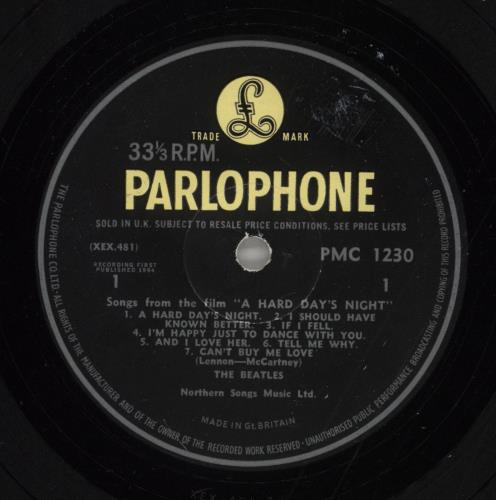 TRADE MARK
33⅓ R.P.M.
PARLOPHONE
SOLD IN U.K. SUBJECT TO RESALE PRICE CONDITIONS, SEE PRICE LISTS
(XEX.481) PMC 1230
RECORDING FIRST
PUBLISHED 1964
1 1
Songs from the film "A HARD DAY'S NIGHT"
1. A HARD DAY'S NIGHT. 2. I SHOULD HAVE
KNOWN BETTER. 3. IF I FELL.
4. I'M HAPPY JUST TO DANCE WITH YOU.
5. AND I LOVE HER. 6. TELL ME WHY.
7. CAN'T BUY ME LOVE
(Lennon—McCartney)
THE BEATLES
Northern Songs Music Ltd.
MADE IN Gt. BRITAIN
THE PARLOPHONE CO. LTD · ALL RIGHTS OF THE MANUFACTURER AND OF THE OWNER OF THE RECORDED WORK RESERVED · UNAUTHORISED PUBLIC PERFORMANCE BROADCASTING AND COPYING OF THIS RECORD PROHIBITED